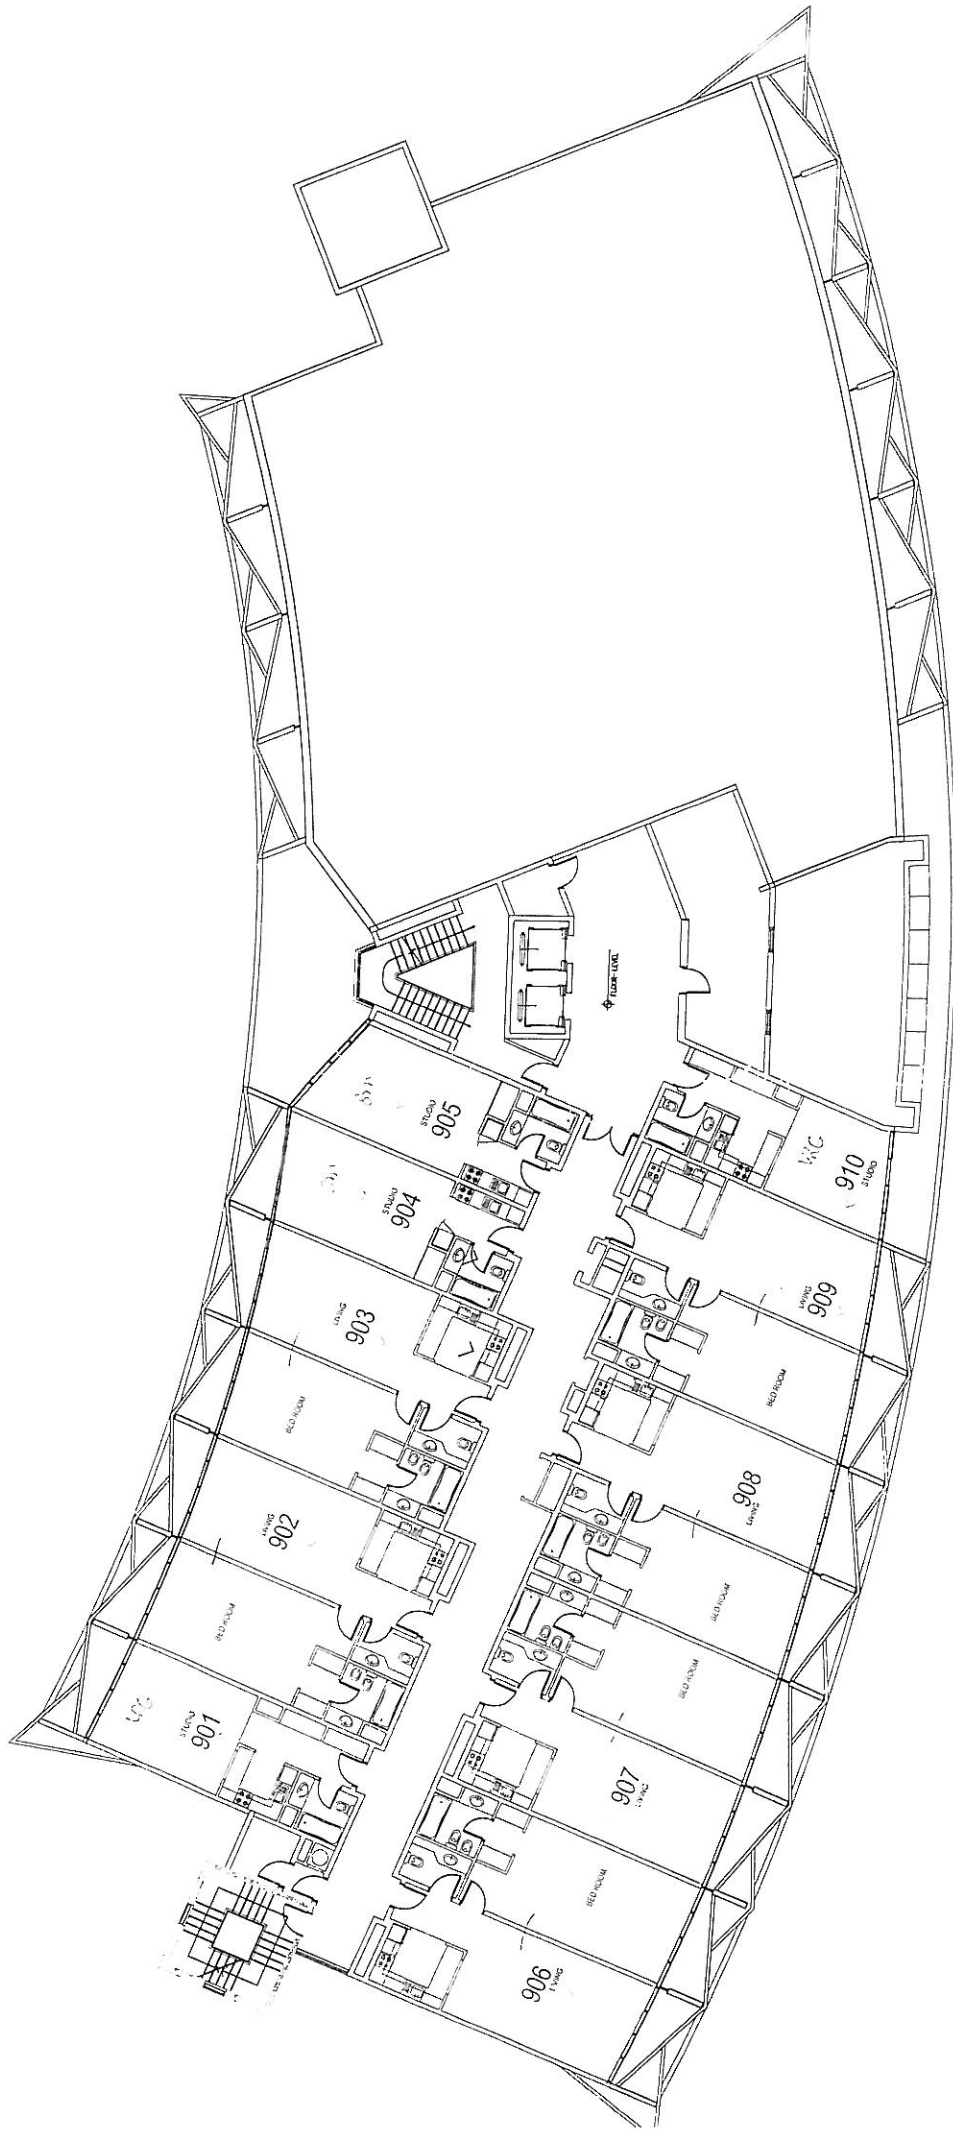 STUDIO
905
STUDIO
904
LIVING
903
BED ROOM
LIVING
902
BED ROOM
STUDIO
901
FLOOR-LEVEL
910
STUDIO
LIVING
909
BED ROOM
908
LIVING
BED ROOM
BED ROOM
907
LIVING
BED ROOM
906
LIVING